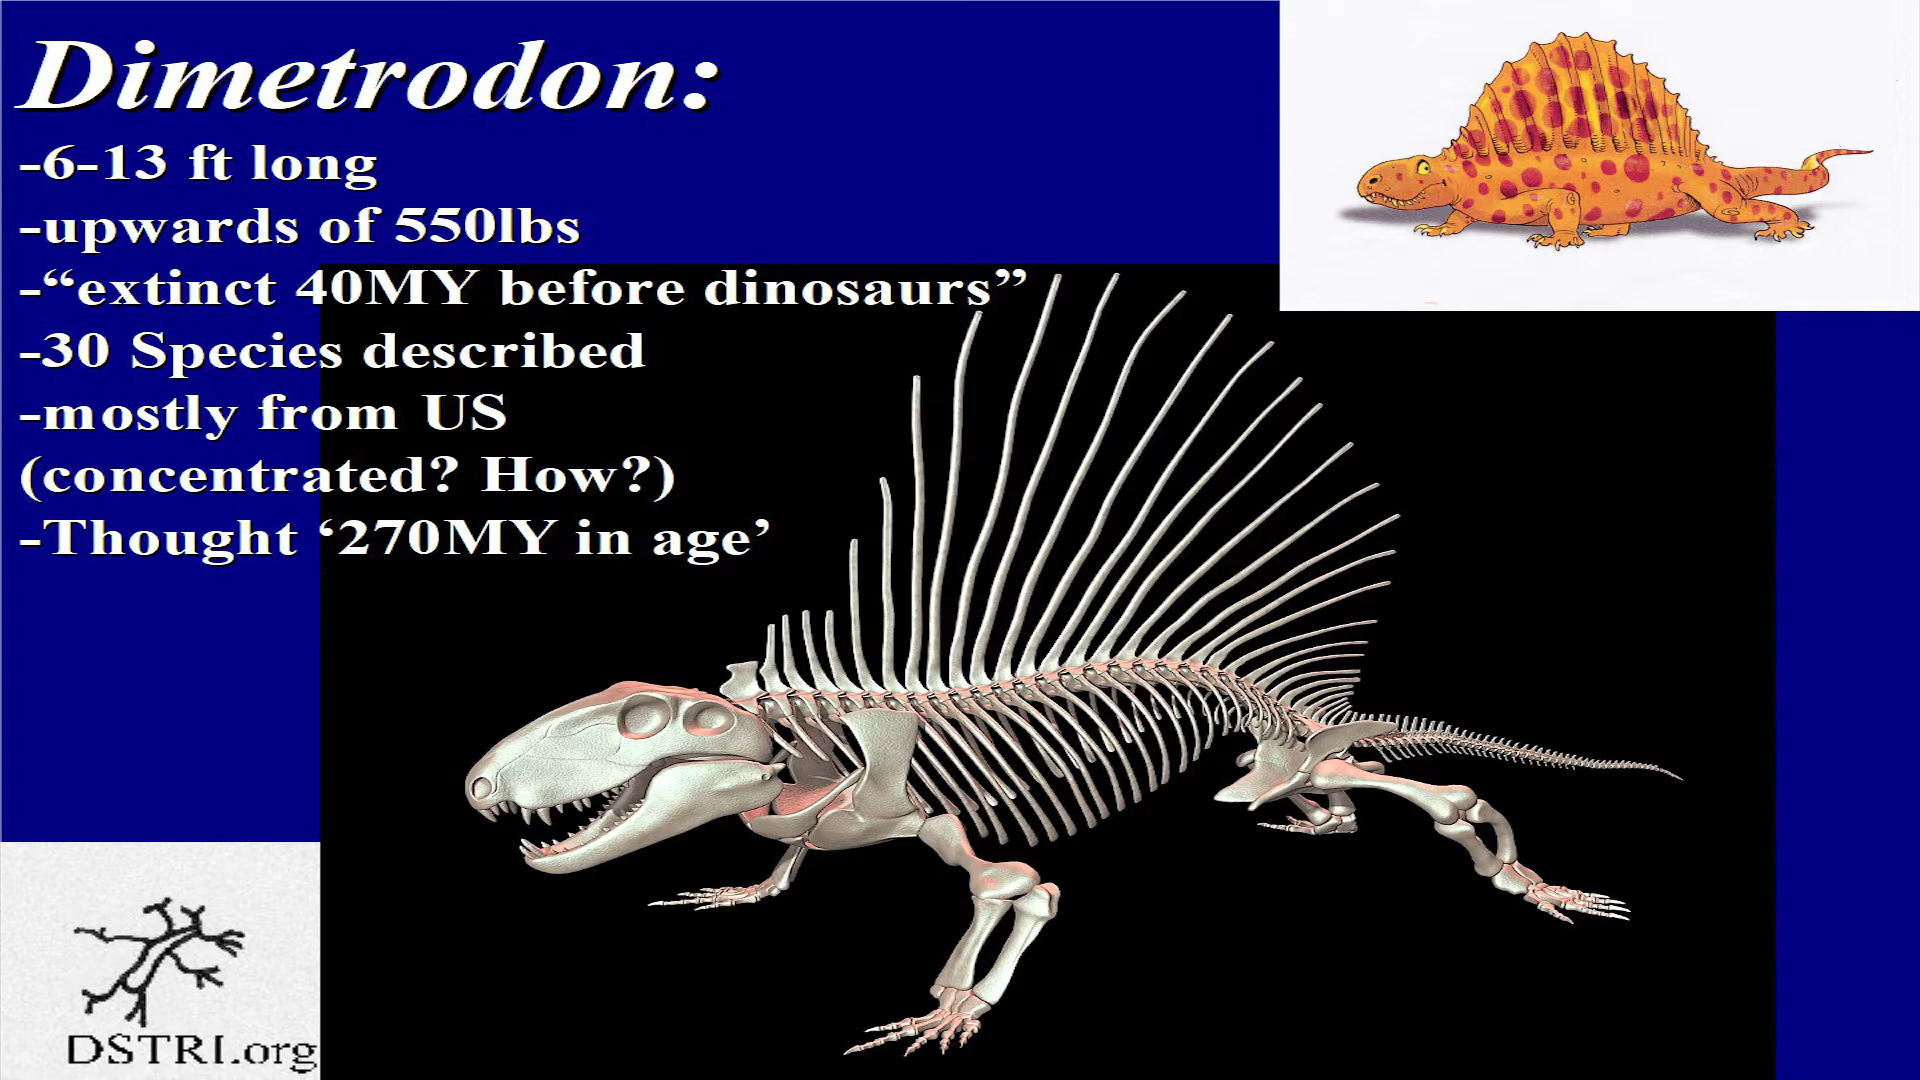 Dimetrodon:
-6-13 ft long
-upwards of 550lbs
-“extinct 40MY before dinosaurs”
-30 Species described
-mostly from US
(concentrated? How?)
-Thought ‘270MY in age’
DSTRI.org